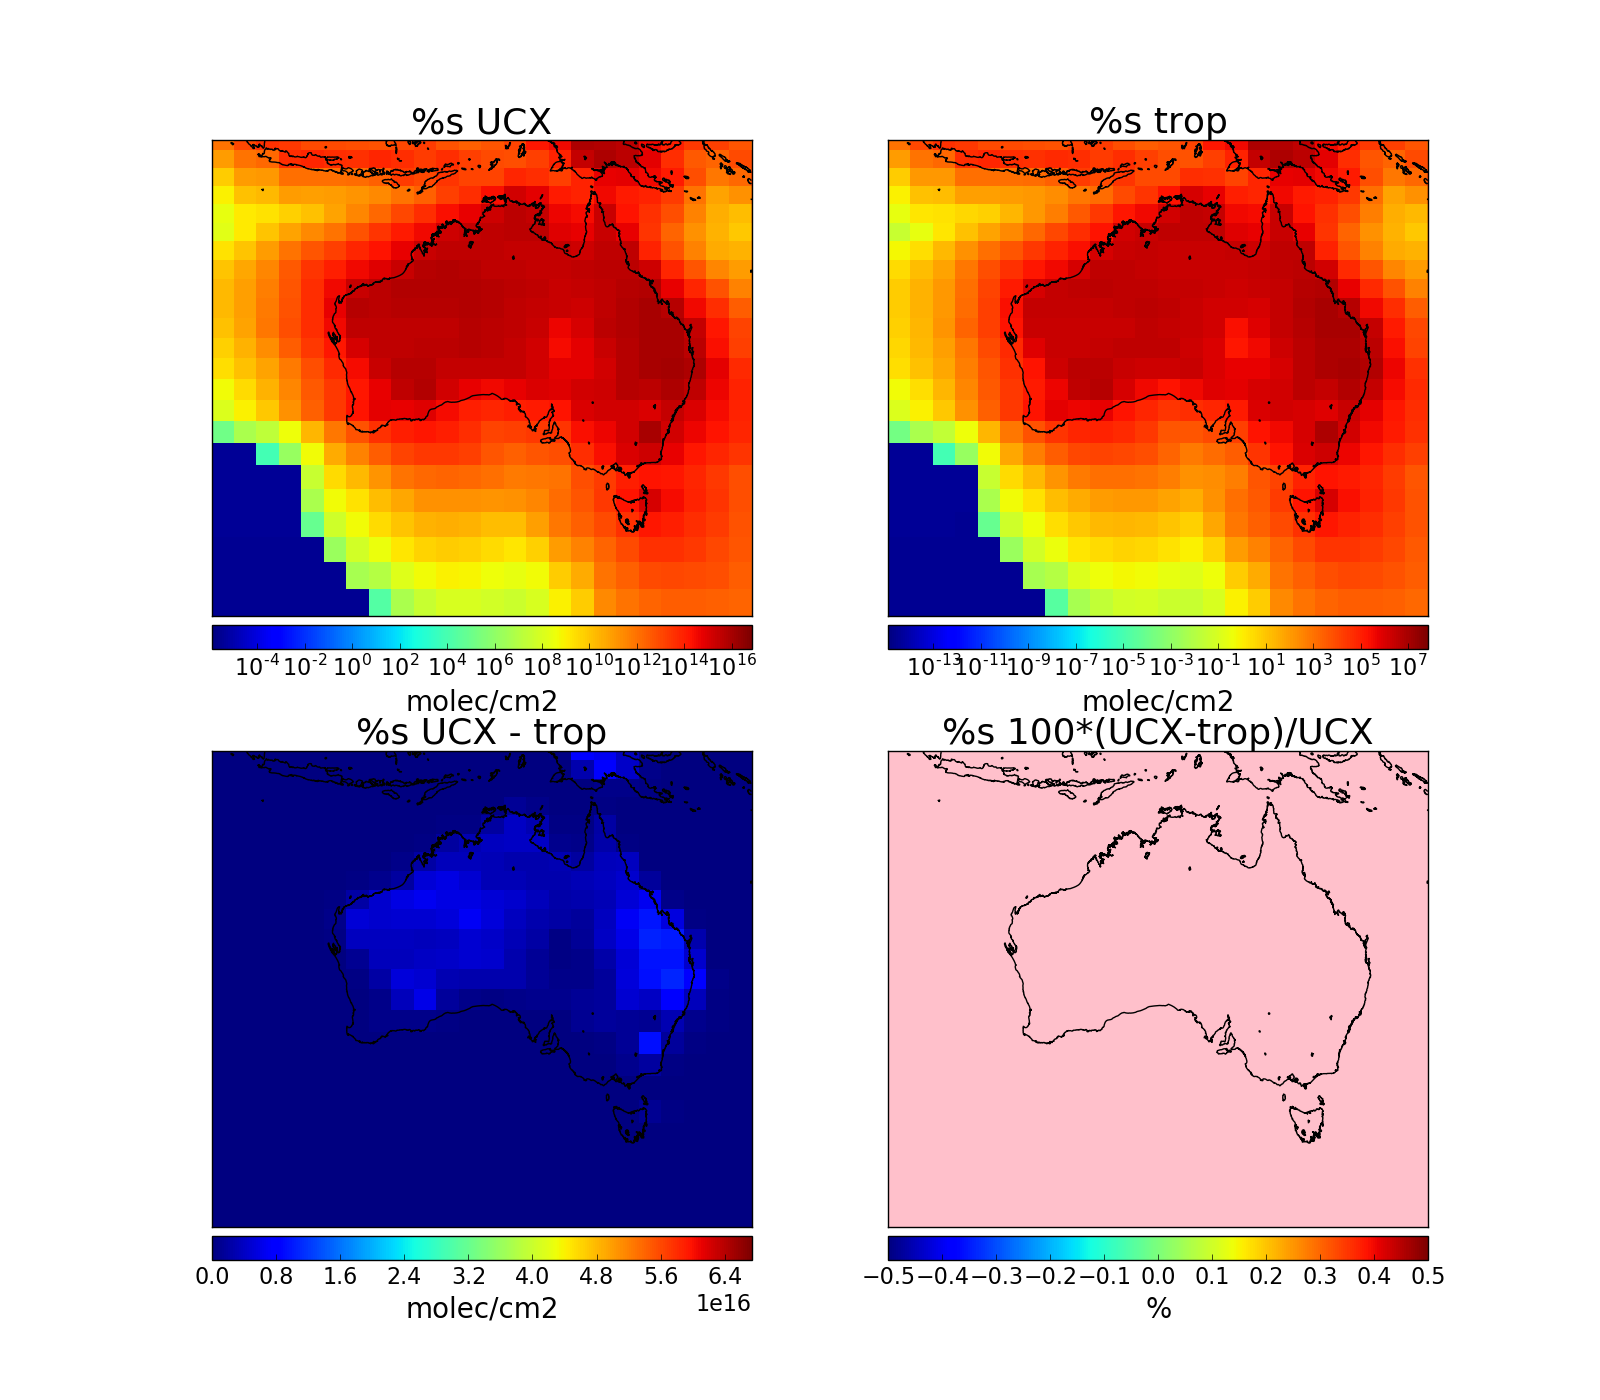 %s UCX
%s trop
10-4 10-2 100 102 104 106 108 1010 1012 1014 1016
molec/cm2
10-13 10-11 10-9 10-7 10-5 10-3 10-1 101 103 105 107
molec/cm2
%s UCX - trop
%s 100*(UCX-trop)/UCX
0.0 0.8 1.6 2.4 3.2 4.0 4.8 5.6 6.4
1e16
molec/cm2
−0.5 −0.4 −0.3 −0.2 −0.1 0.0 0.1 0.2 0.3 0.4 0.5
%